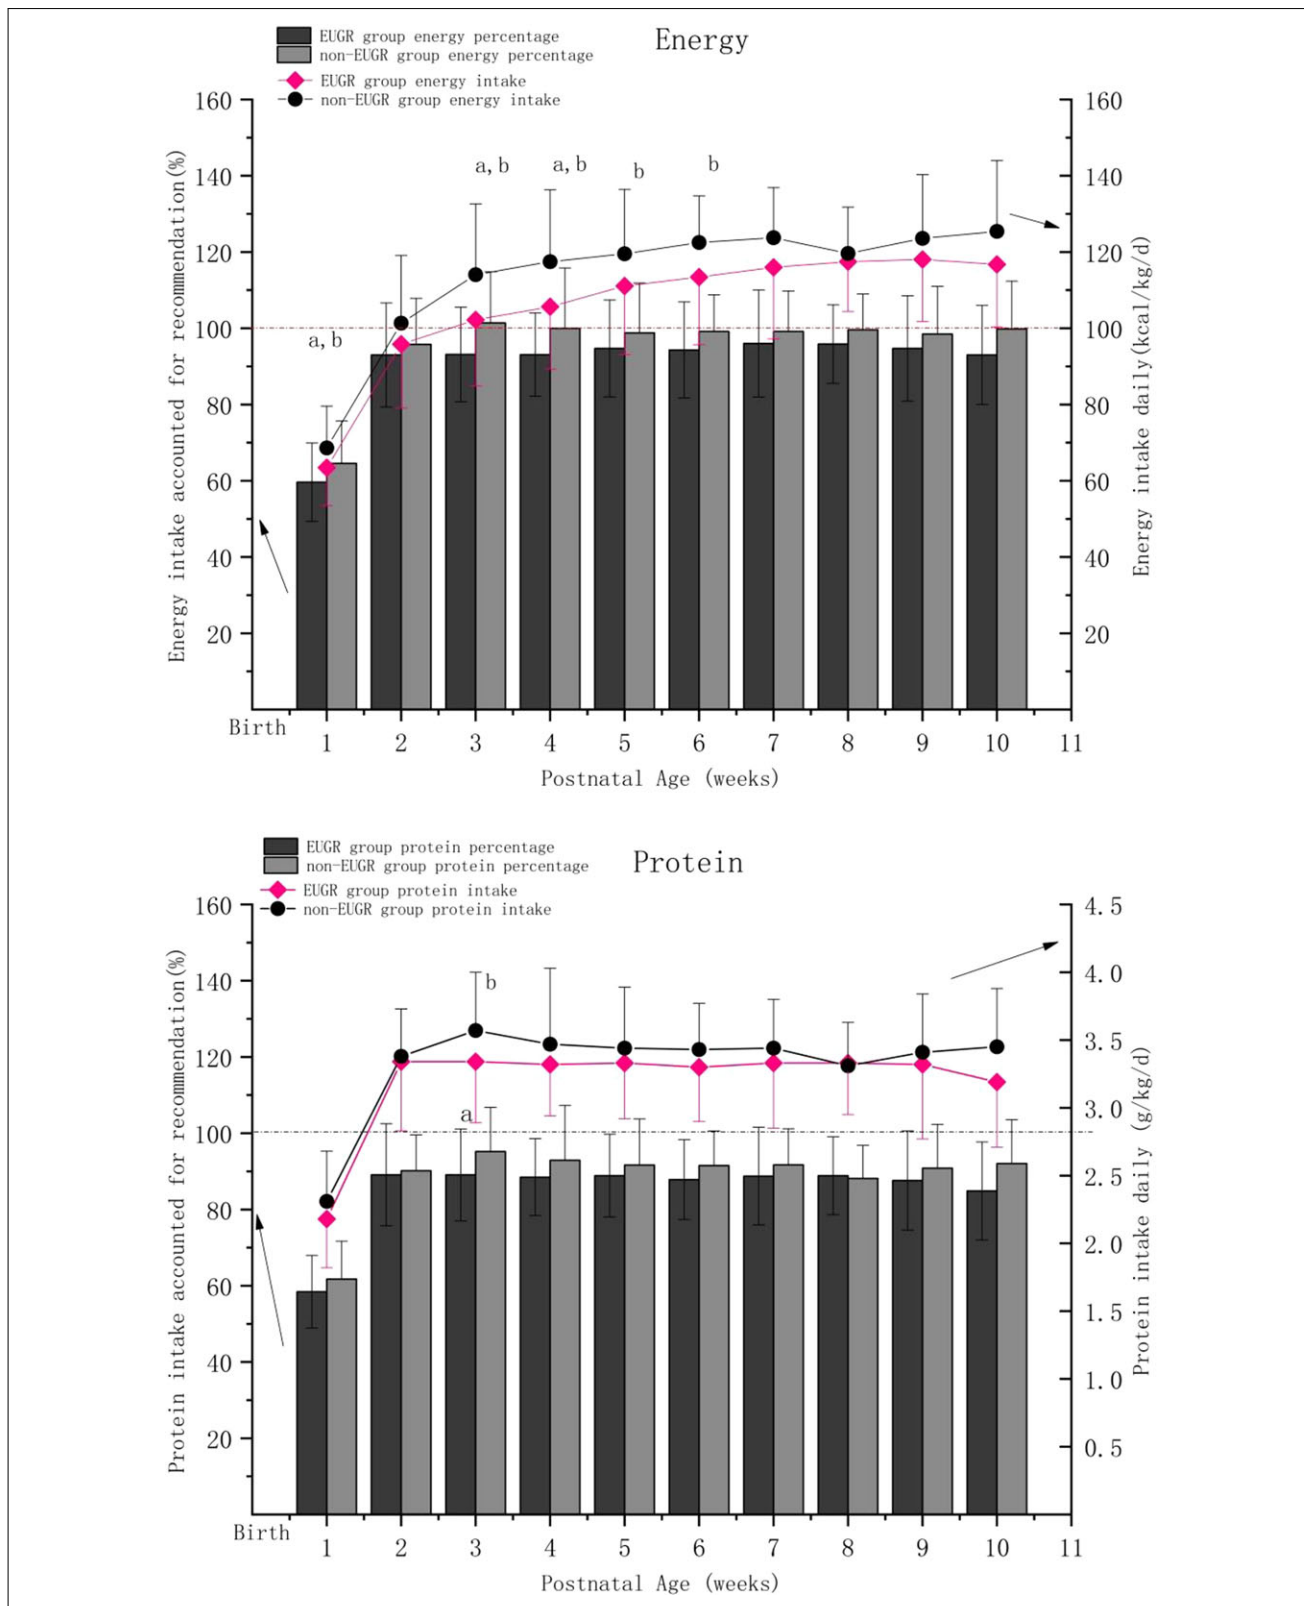 EUGR group energy percentage
non-EUGR group energy percentage
EUGR group energy intake
non-EUGR group energy intake
Energy
Energy intake accounted for recommendation(%)
160
140
120
100
80
60
40
20
a,b
a,b
a,b
b
b
160
140
120
100
80
60
40
20
Energy intake daily(kcal/kg/d)
Birth
1 2 3 4 5 6 7 8 9 10 11
Postnatal Age (weeks)
EUGR group protein percentage
non-EUGR group protein percentage
EUGR group protein intake
non-EUGR group protein intake
Protein
Protein intake accounted for recommendation(%)
160
140
120
100
80
60
40
20
b
a
4.5
4.0
3.5
3.0
2.5
2.0
1.5
1.0
0.5
Protein intake daily (g/kg/d)
Birth
1 2 3 4 5 6 7 8 9 10 11
Postnatal Age (weeks)